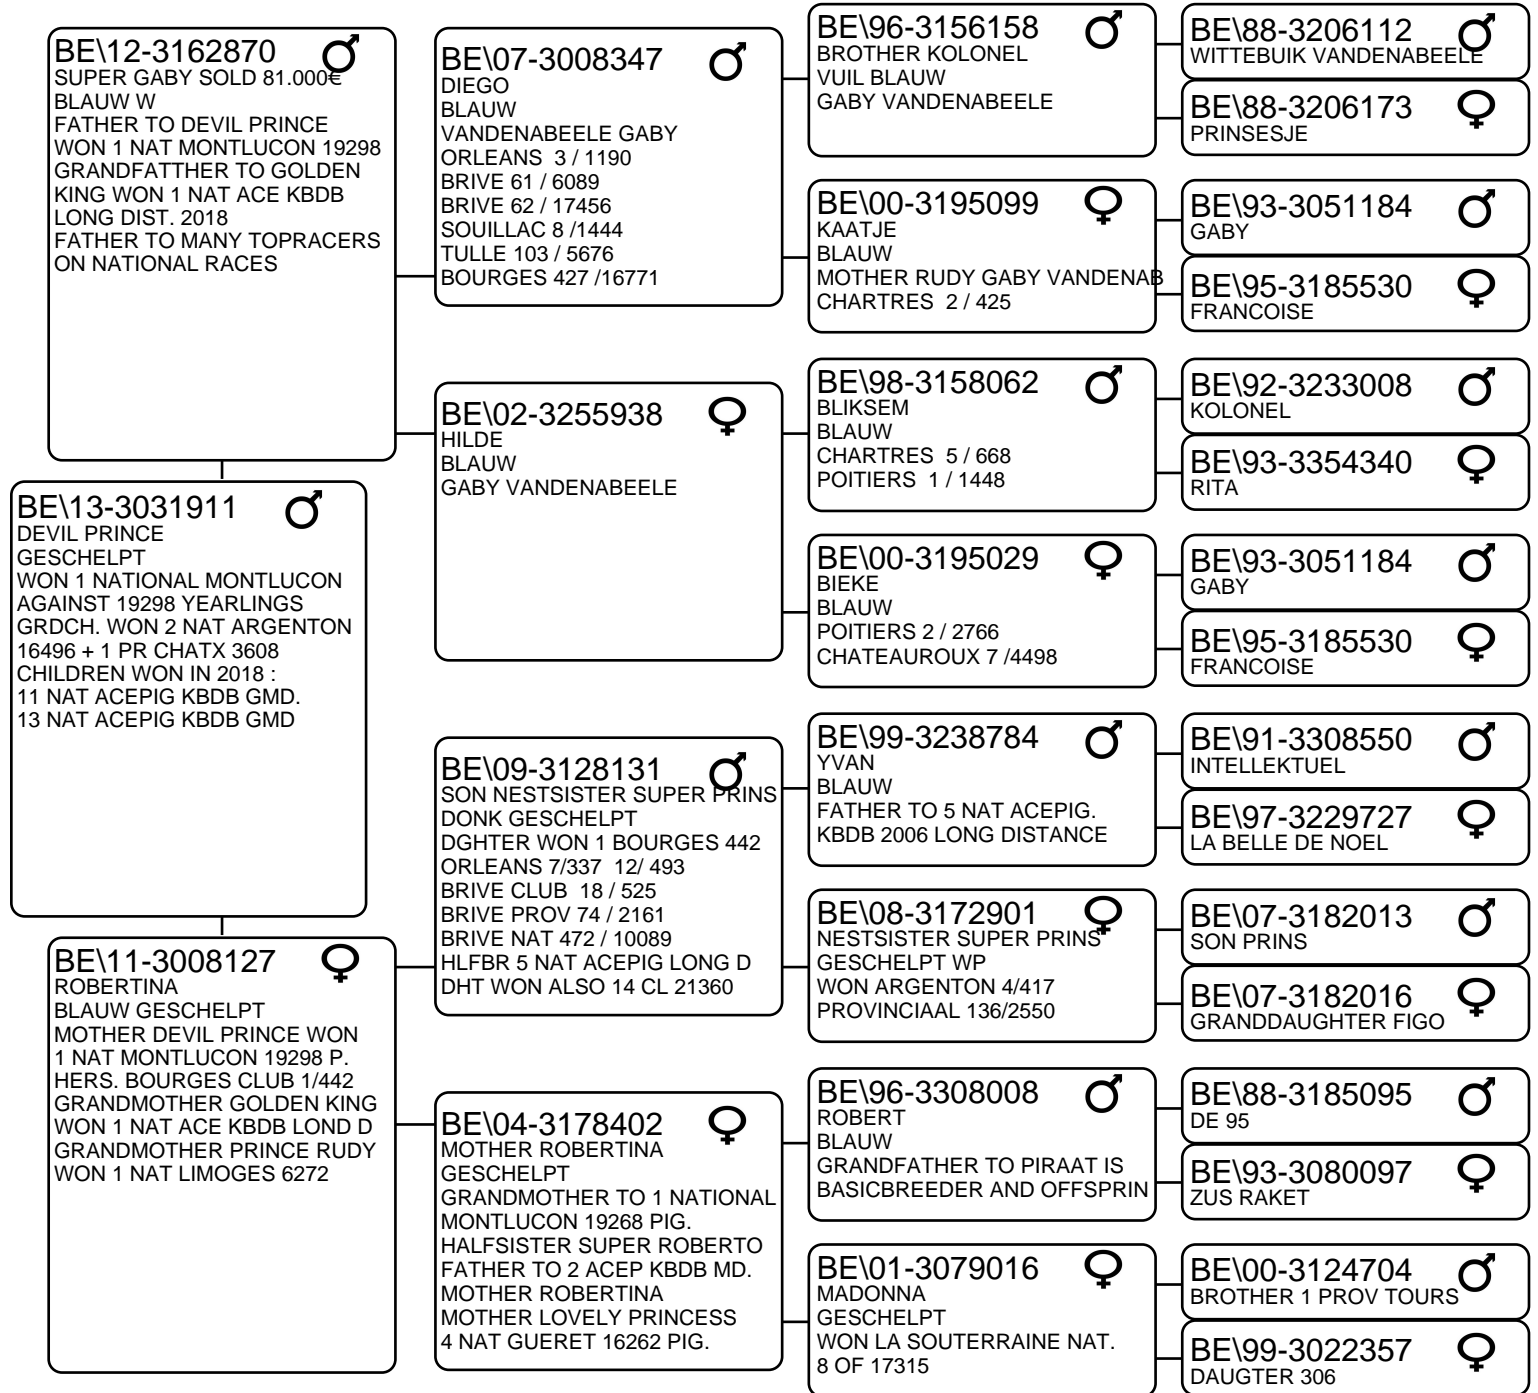 BE\12-3162870
SUPER GABY SOLD 81.000€
BLAUW W
FATHER TO DEVIL PRINCE
WON 1 NAT MONTLUCON 19298
GRANDFATTHER TO GOLDEN
KING WON 1 NAT ACE KBDB
LONG DIST. 2018
FATHER TO MANY TOPRACERS
ON NATIONAL RACES
BE\13-3031911
DEVIL PRINCE
GESCHELPT
WON 1 NATIONAL MONTLUCON
AGAINST 19298 YEARLINGS
GRDCH. WON 2 NAT ARGENTON
16496 + 1 PR CHATX 3608
CHILDREN WON IN 2018 :
11 NAT ACEPIG KBDB GMD.
13 NAT ACEPIG KBDB GMD
BE\11-3008127
ROBERTINA
BLAUW GESCHELPT
MOTHER DEVIL PRINCE WON
1 NAT MONTLUCON 19298 P.
HERS. BOURGES CLUB 1/442
GRANDMOTHER GOLDEN KING
WON 1 NAT ACE KBDB LOND D
GRANDMOTHER PRINCE RUDY
WON 1 NAT LIMOGES 6272
BE\07-3008347
DIEGO
BLAUW
VANDENABEELE GABY
ORLEANS  3 / 1190
BRIVE 61 / 6089
BRIVE 62 / 17456
SOUILLAC 8 /1444
TULLE 103 / 5676
BOURGES 427 /16771
BE\02-3255938
HILDE
BLAUW
GABY VANDENABEELE
BE\09-3128131
SON NESTSISTER SUPER PRINS
DONK GESCHELPT
DGHTER WON 1 BOURGES 442
ORLEANS 7/337  12/ 493
BRIVE CLUB  18 / 525
BRIVE PROV 74 / 2161
BRIVE NAT 472 / 10089
HLFBR 5 NAT ACEPIG LONG D
DHT WON ALSO 14 CL 21360
BE\04-3178402
MOTHER ROBERTINA
GESCHELPT
GRANDMOTHER TO 1 NATIONAL
MONTLUCON 19268 PIG.
HALFSISTER SUPER ROBERTO
FATHER TO 2 ACEP KBDB MD.
MOTHER ROBERTINA
MOTHER LOVELY PRINCESS
4 NAT GUERET 16262 PIG.
BE\96-3156158
BROTHER KOLONEL
VUIL BLAUW
GABY VANDENABEELE
BE\00-3195099
KAATJE
BLAUW
MOTHER RUDY GABY VANDENAB
CHARTRES  2 / 425
BE\98-3158062
BLIKSEM
BLAUW
CHARTRES  5 / 668
POITIERS  1 / 1448
BE\00-3195029
BIEKE
BLAUW
POITIERS 2 / 2766
CHATEAUROUX 7 /4498
BE\99-3238784
YVAN
BLAUW
FATHER TO 5 NAT ACEPIG.
KBDB 2006 LONG DISTANCE
BE\08-3172901
NESTSISTER SUPER PRINS
GESCHELPT WP
WON ARGENTON 4/417
PROVINCIAAL 136/2550
BE\96-3308008
ROBERT
BLAUW
GRANDFATHER TO PIRAAT IS
BASICBREEDER AND OFFSPRIN
BE\01-3079016
MADONNA
GESCHELPT
WON LA SOUTERRAINE NAT.
8 OF 17315
BE\88-3206112
WITTEBUIK VANDENABEELE
BE\88-3206173
PRINSESJE
BE\93-3051184
GABY
BE\95-3185530
FRANCOISE
BE\92-3233008
KOLONEL
BE\93-3354340
RITA
BE\93-3051184
GABY
BE\95-3185530
FRANCOISE
BE\91-3308550
INTELLEKTUEL
BE\97-3229727
LA BELLE DE NOEL
BE\07-3182013
SON PRINS
BE\07-3182016
GRANDDAUGHTER FIGO
BE\88-3185095
DE 95
BE\93-3080097
ZUS RAKET
BE\00-3124704
BROTHER 1 PROV TOURS
BE\99-3022357
DAUGTER 306